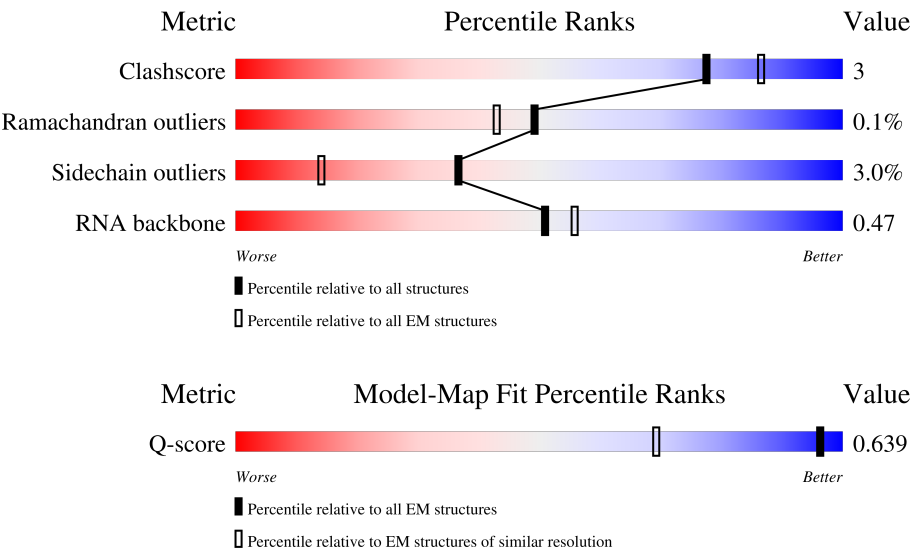 Metric Percentile Ranks Value
Clashscore 3
Ramachandran outliers 0.1%
Sidechain outliers 3.0%
RNA backbone 0.47
Worse Better
Percentile relative to all structures
Percentile relative to all EM structures
Metric Model-Map Fit Percentile Ranks Value
Q-score 0.639
Worse Better
Percentile relative to all EM structures
Percentile relative to EM structures of similar resolution